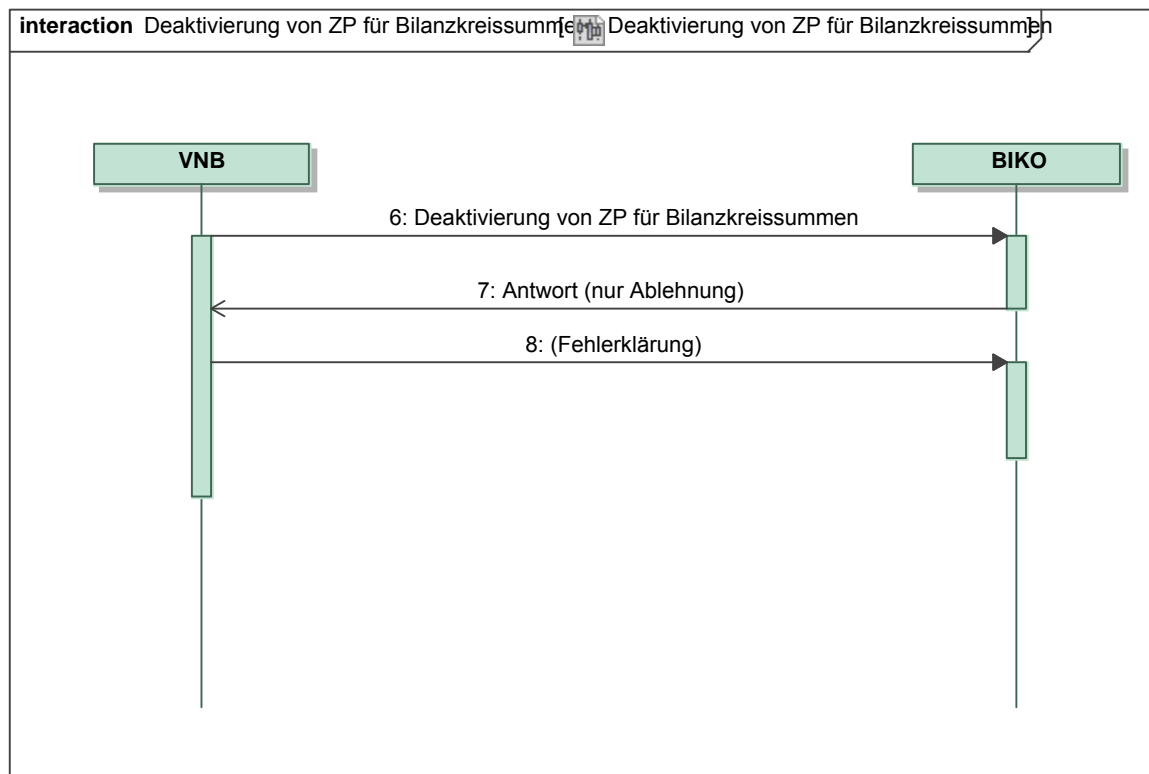 interaction Deaktivierung von ZP für Bilanzkreissummen [ Deaktivierung von ZP für Bilanzkreissummen ]
VNB
BIKO
6: Deaktivierung von ZP für Bilanzkreissummen
7: Antwort (nur Ablehnung)
8: (Fehlerklärung)